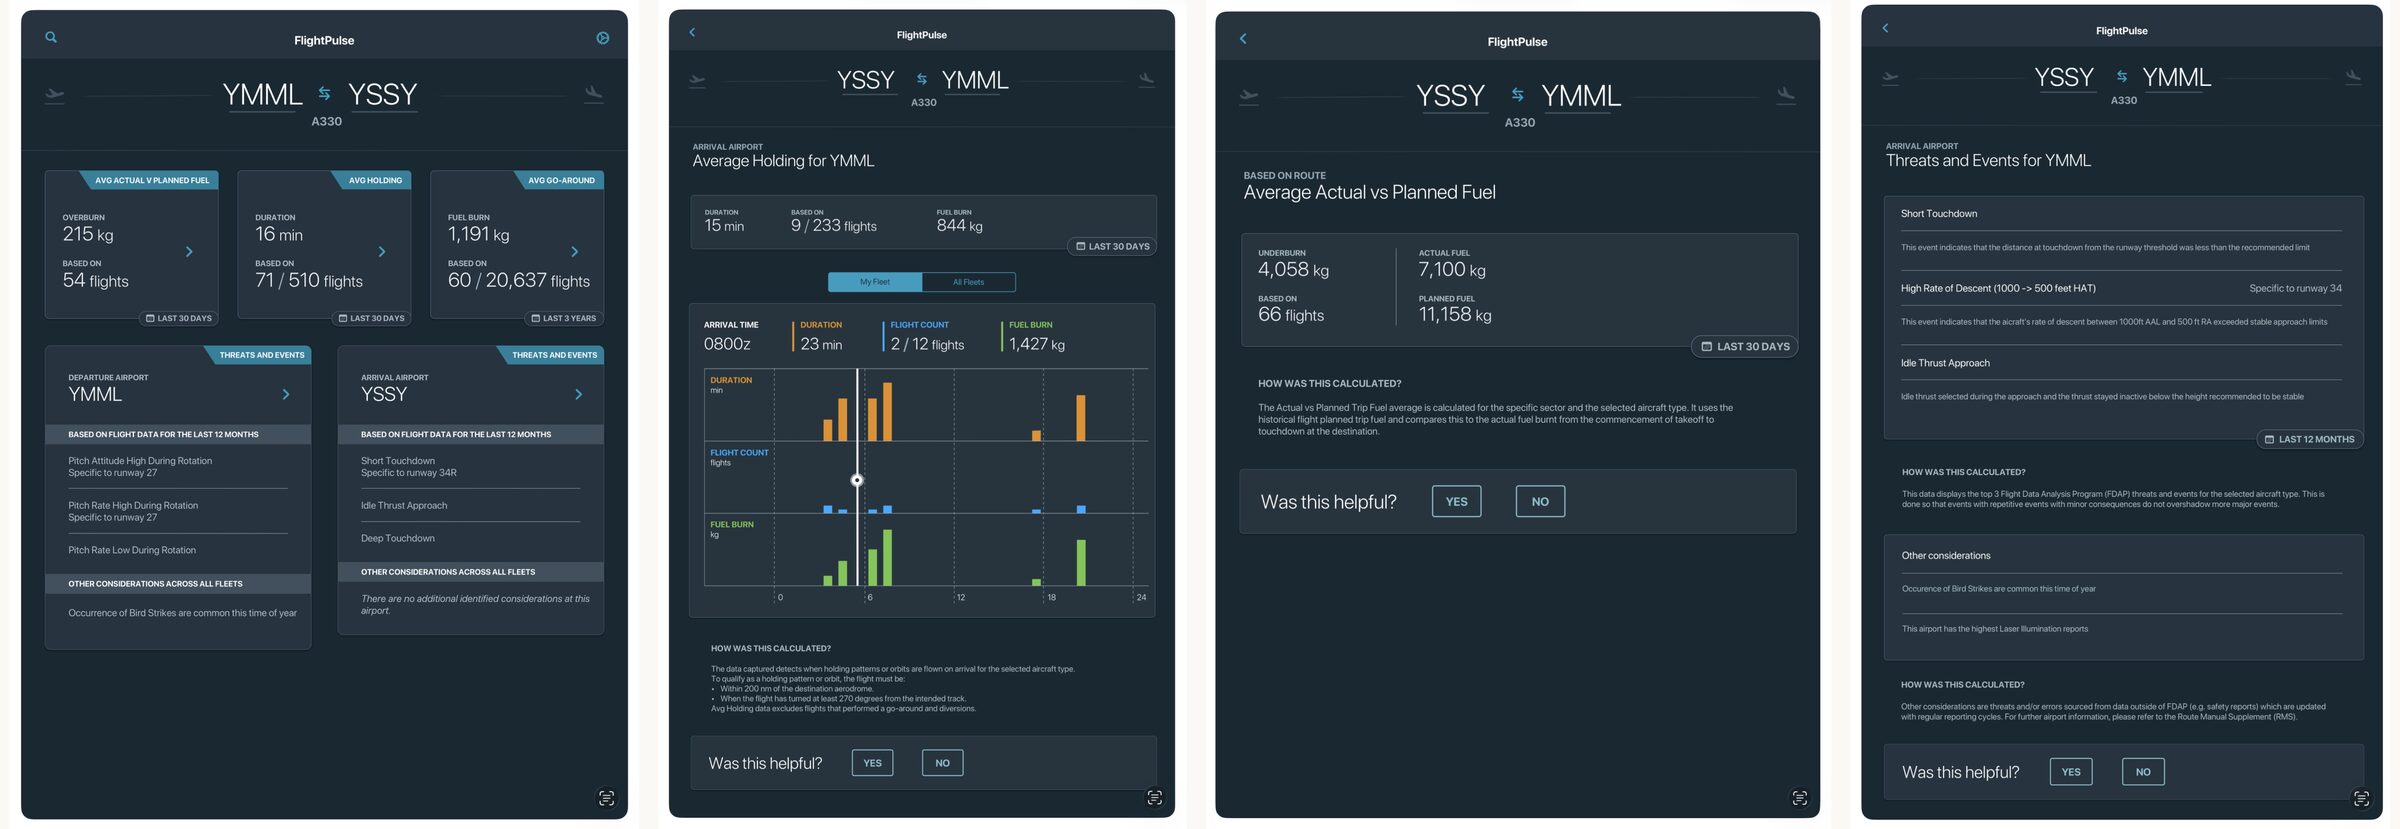 FlightPulse
YMML YSSY
A330
AVG ACTUAL V PLANNED FUEL
OVERBURN
215 kg
BASED ON
54 flights
LAST 30 DAYS
AVG HOLDING
DURATION
16 min
BASED ON
71 / 510 flights
LAST 30 DAYS
AVG GO-AROUND
FUEL BURN
1,191 kg
BASED ON
60 / 20,637 flights
LAST 3 YEARS
THREATS AND EVENTS
DEPARTURE AIRPORT
YMML
BASED ON FLIGHT DATA FOR THE LAST 12 MONTHS
Pitch Attitude High During Rotation
Specific to runway 27
Pitch Rate High During Rotation
Specific to runway 27
Pitch Rate Low During Rotation
OTHER CONSIDERATIONS ACROSS ALL FLEETS
Occurrence of Bird Strikes are common this time of year
THREATS AND EVENTS
ARRIVAL AIRPORT
YSSY
BASED ON FLIGHT DATA FOR THE LAST 12 MONTHS
Short Touchdown
Specific to runway 34R
Idle Thrust Approach
Deep Touchdown
OTHER CONSIDERATIONS ACROSS ALL FLEETS
There are no additional identified considerations at this
airport.
FlightPulse
YSSY YMML
A330
ARRIVAL AIRPORT
Average Holding for YMML
DURATION
15 min
BASED ON
9 / 233 flights
FUEL BURN
844 kg
LAST 30 DAYS
My Fleet
All Fleets
ARRIVAL TIME
0800z
DURATION
23 min
FLIGHT COUNT
2 / 12 flights
FUEL BURN
1,427 kg
DURATION
min
FLIGHT COUNT
flights
FUEL BURN
kg
0 6 12 18 24
HOW WAS THIS CALCULATED?
The data captured detects when holding patterns or orbits are flown on arrival for the selected aircraft type.
To qualify as a holding pattern or orbit, the flight must be:
• Within 200 nm of the destination aerodrome.
• When the flight has turned at least 270 degrees from the intended track.
Avg Holding data excludes flights that performed a go-around and diversions.
Was this helpful? YES NO
FlightPulse
YSSY YMML
A330
BASED ON ROUTE
Average Actual vs Planned Fuel
UNDERBURN
4,058 kg
BASED ON
66 flights
ACTUAL FUEL
7,100 kg
PLANNED FUEL
11,158 kg
LAST 30 DAYS
HOW WAS THIS CALCULATED?
The Actual vs Planned Trip Fuel average is calculated for the specific sector and the selected aircraft type. It uses the
historical flight planned trip fuel and compares this to the actual fuel burnt from the commencement of takeoff to
touchdown at the destination.
Was this helpful? YES NO
FlightPulse
YSSY YMML
A330
ARRIVAL AIRPORT
Threats and Events for YMML
Short Touchdown
This event indicates that the distance at touchdown from the runway threshold was less than the recommended limit
High Rate of Descent (1000 -> 500 feet HAT) Specific to runway 34
This event indicates that the aicraft's rate of descent between 1000ft AAL and 500 ft RA exceeded stable approach limits
Idle Thrust Approach
Idle thrust selected during the approach and the thrust stayed inactive below the height recommended to be stable
LAST 12 MONTHS
HOW WAS THIS CALCULATED?
This data displays the top 3 Flight Data Analysis Program (FDAP) threats and events for the selected aircraft type. This is
done so that events with repetitive events with minor consequences do not overshadow more major events.
Other considerations
Occurrence of Bird Strikes are common this time of year
This airport has the highest Laser Illumination reports
HOW WAS THIS CALCULATED?
Other considerations are threats and/or errors sourced from data outside of FDAP (e.g. safety reports) which are updated
with regular reporting cycles. For further airport information, please refer to the Route Manual Supplement (RMS).
Was this helpful? YES NO